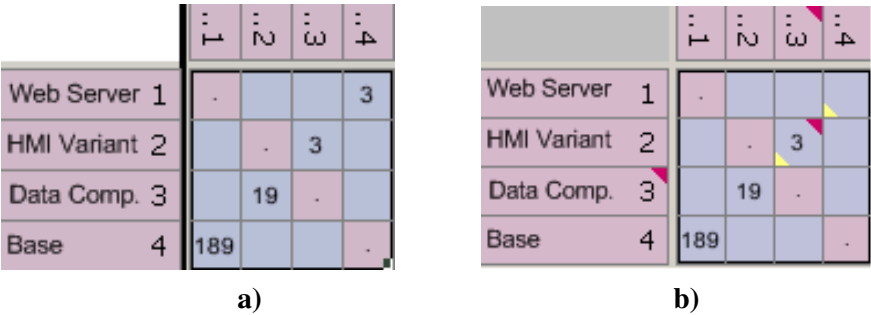 ..1 ..2 ..3 ..4
Web Server 1 . 3
HMI Variant 2 . 3
Data Comp. 3 19 .
Base 4 189 .
a)
..1 ..2 ..3 ..4
Web Server 1 .
HMI Variant 2 . 3
Data Comp. 3 19 .
Base 4 189 .
b)